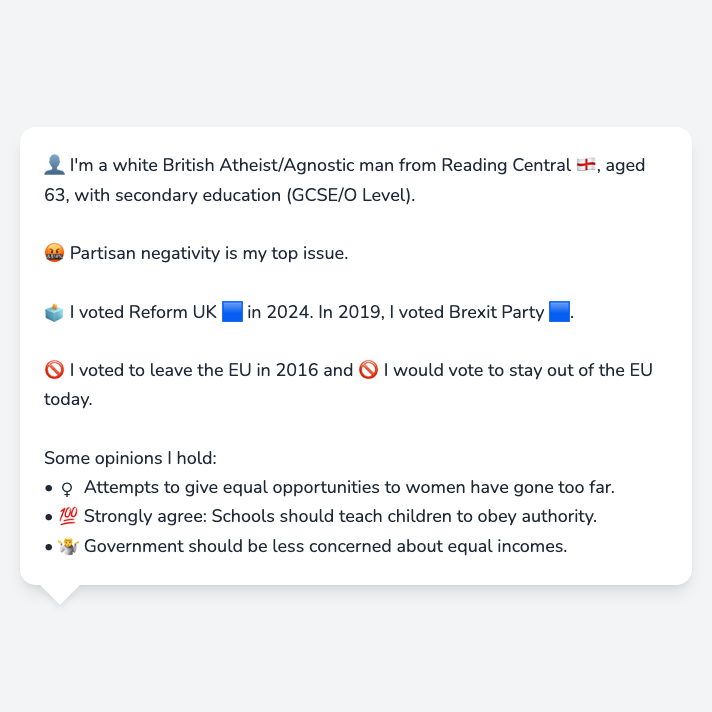 👤 I'm a white British Atheist/Agnostic man from Reading Central 🏴󠁧󠁢󠁥󠁮󠁧󠁿, aged
63, with secondary education (GCSE/O Level).
🤬 Partisan negativity is my top issue.
🗳️ I voted Reform UK 🟦 in 2024. In 2019, I voted Brexit Party 🟦.
🚫 I voted to leave the EU in 2016 and 🚫 I would vote to stay out of the EU
today.
Some opinions I hold:
• ♀ Attempts to give equal opportunities to women have gone too far.
• 💯 Strongly agree: Schools should teach children to obey authority.
• 🤷 Government should be less concerned about equal incomes.